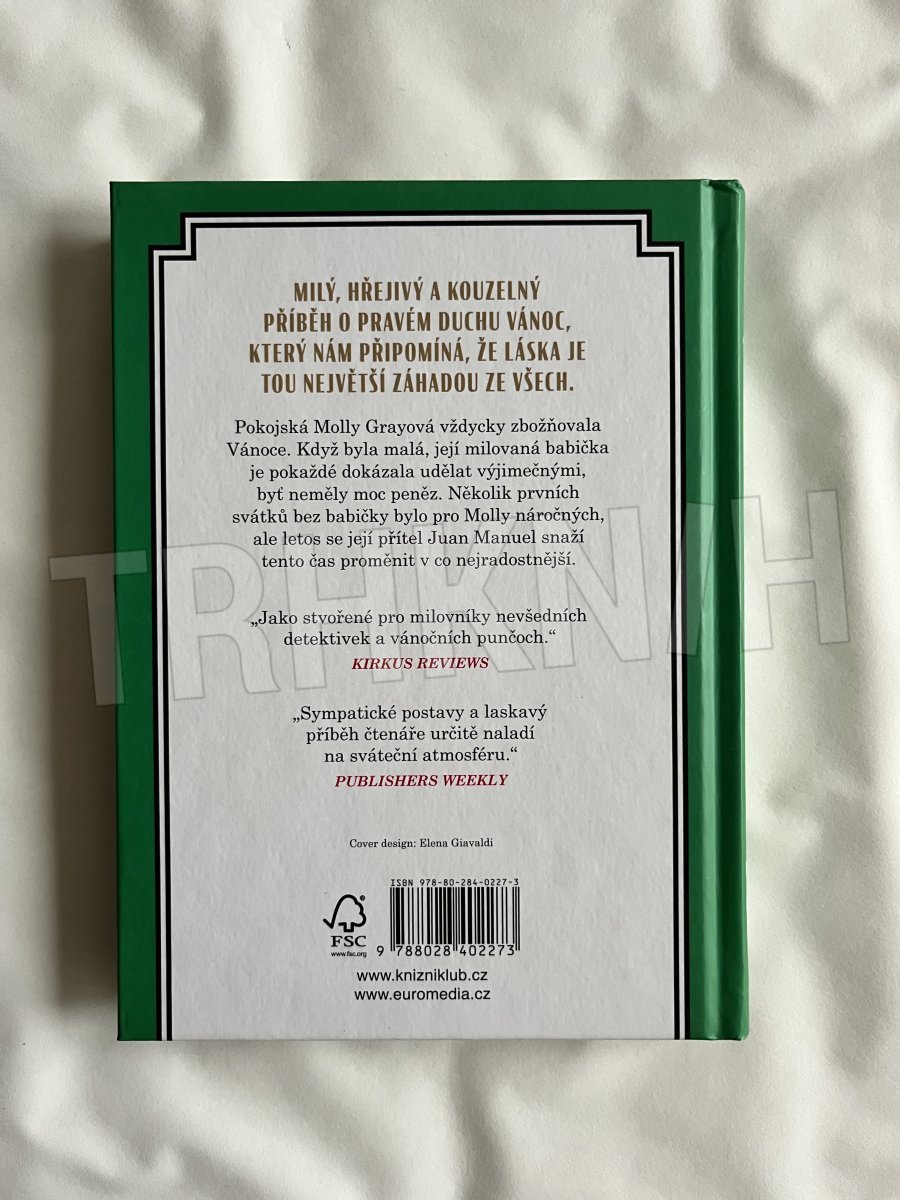 MILÝ, HŘEJIVÝ A KOUZELNÝ
PŘÍBĚH O PRAVÉM DUCHU VÁNOC,
KTERÝ NÁM PŘIPOMÍNÁ, ŽE LÁSKA JE
TOU NEJVĚTŠÍ ZÁHADOU ZE VŠECH.
Pokojská Molly Grayová vždycky zbožňovala
Vánoce. Když byla malá, její milovaná babička
je pokaždé dokázala udělat výjimečnými,
byť neměly moc peněz. Několik prvních
svátků bez babičky bylo pro Molly náročných,
ale letos se její přítel Juan Manuel snaží
tento čas proměnit v co nejradostnější.
TRHKNIH
„Jako stvořené pro milovníky nevšedních
detektivek a vánočních punčoch.“
KIRKUS REVIEWS
„Sympatické postavy a laskavý
příběh čtenáře určitě naladí
na sváteční atmosféru.“
PUBLISHERS WEEKLY
Cover design: Elena Giavaldi
ISBN 978-80-284-0227-3
FSC
www.fsc.org
9 788028 402273
www.knizniklub.cz
www.euromedia.cz